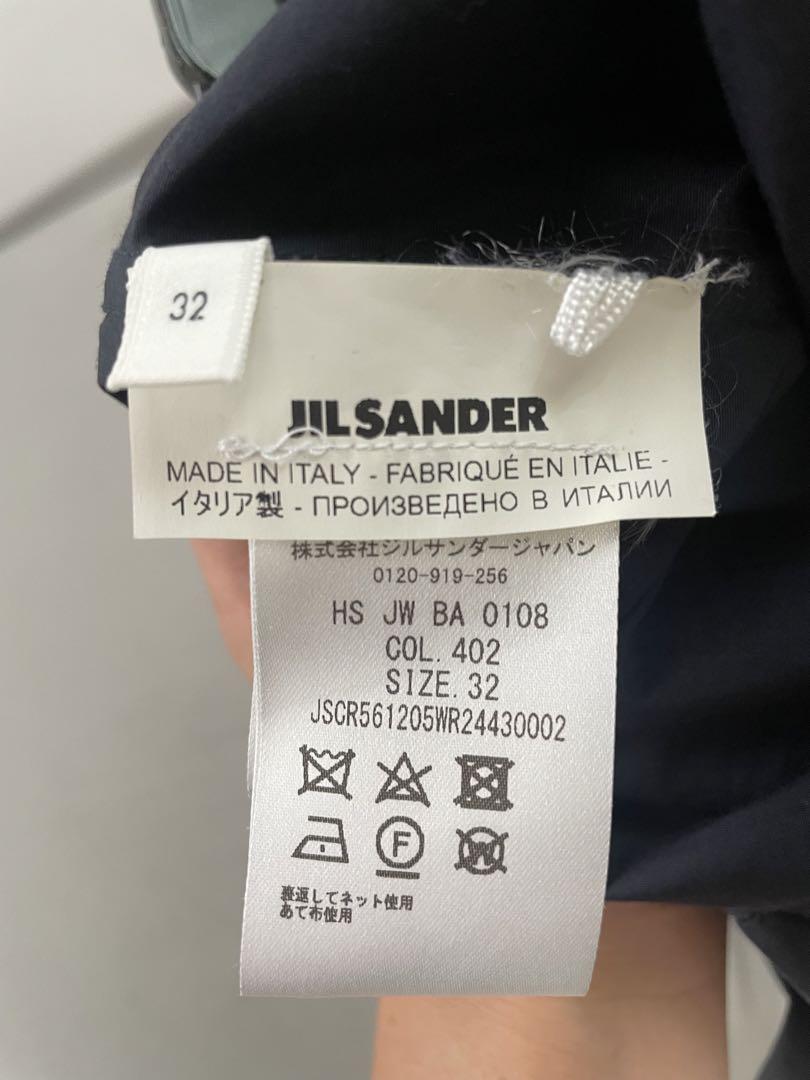 32
JIL SANDER
MADE IN ITALY - FABRIQUÉ EN ITALIE -
イタリア製 - ПРОИЗВЕДЕНО В ИТАЛИИ
株式会社ジルサンダージャパン
0120-919-256
HS JW BA 0108
COL. 402
SIZE. 32
JSCR561205WR24430002
F
W
裏返してネット使用
あて布使用